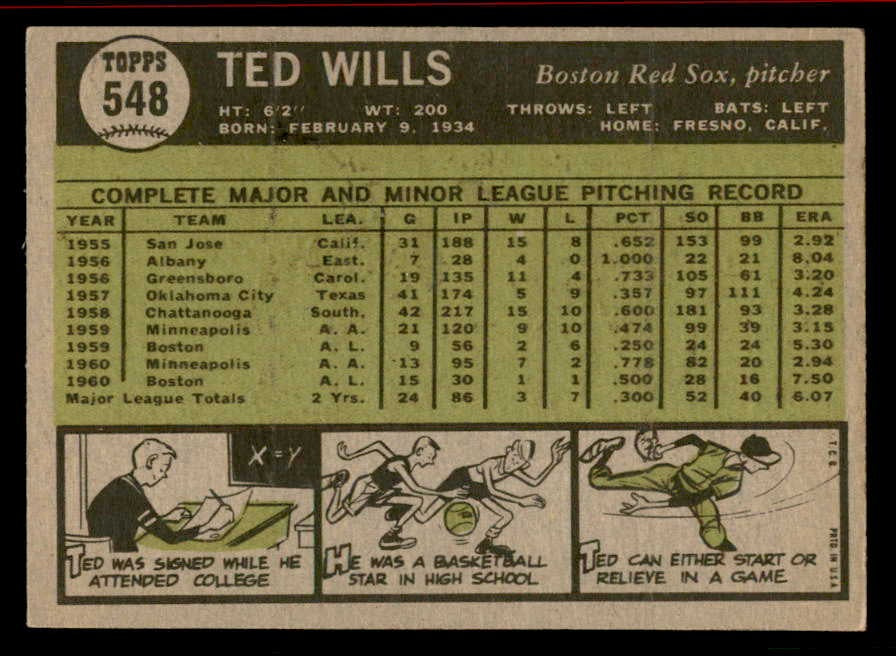 TOPPS
548
TED WILLS
Boston Red Sox, pitcher
HT: 6'2" WT: 200 THROWS: LEFT BATS: LEFT
BORN: FEBRUARY 9, 1934 HOME: FRESNO, CALIF.
COMPLETE MAJOR AND MINOR LEAGUE PITCHING RECORD
YEAR TEAM LEA. G IP W L PCT SO BB ERA
1955 San Jose Calif. 31 188 15 8 .652 153 99 2.92
1956 Albany East. 7 28 4 0 1.000 22 21 8.04
1956 Greensboro Carol. 19 135 11 4 .733 105 61 3.20
1957 Oklahoma City Texas 41 174 5 9 .357 97 111 4.24
1958 Chattanooga South. 42 217 15 10 .600 181 93 3.28
1959 Minneapolis A. A. 21 120 9 10 .474 99 39 3.15
1959 Boston A. L. 9 56 2 6 .250 24 24 5.30
1960 Minneapolis A. A. 13 95 7 2 .778 82 20 2.94
1960 Boston A. L. 15 30 1 1 .500 28 16 7.50
Major League Totals 2 Yrs. 24 86 3 7 .300 52 40 6.07
X = Y
TED WAS SIGNED WHILE HE
ATTENDED COLLEGE
HE WAS A BASKETBALL
STAR IN HIGH SCHOOL
TED CAN EITHER START OR
RELIEVE IN A GAME
T.C.G. PRTD. IN U.S.A.